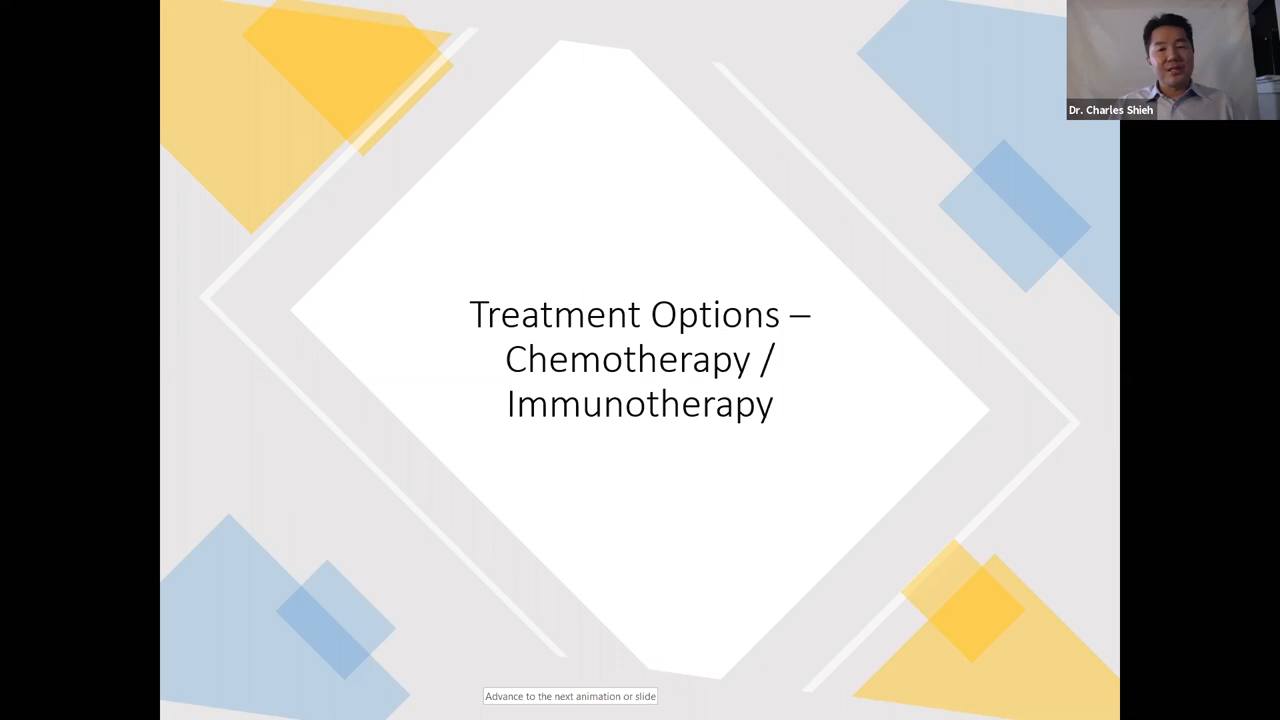 Dr. Charles Shieh
Treatment Options –
Chemotherapy /
Immunotherapy
Advance to the next animation or slide